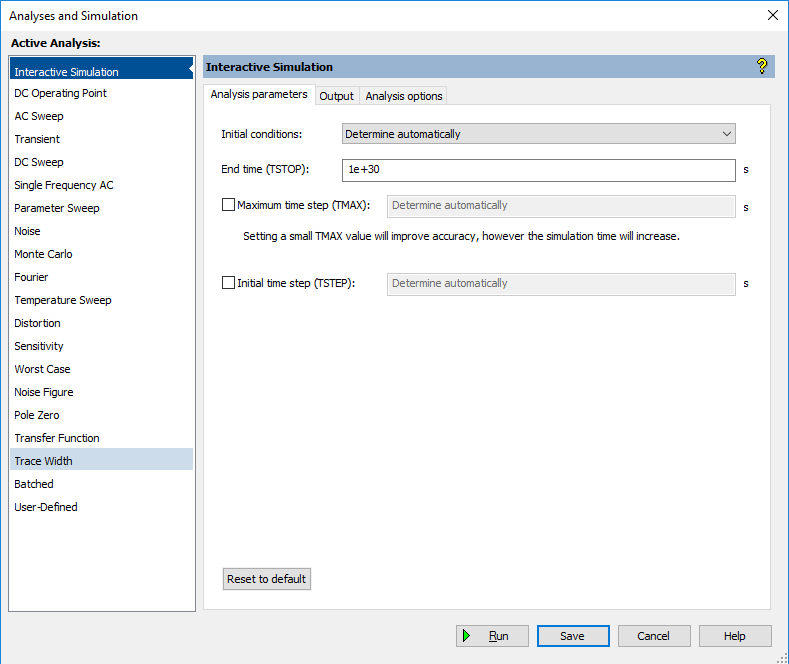 Analyses and Simulation
Active Analysis:
Interactive Simulation
DC Operating Point
AC Sweep
Transient
DC Sweep
Single Frequency AC
Parameter Sweep
Noise
Monte Carlo
Fourier
Temperature Sweep
Distortion
Sensitivity
Worst Case
Noise Figure
Pole Zero
Transfer Function
Trace Width
Batched
User-Defined
Interactive Simulation
Analysis parameters Output Analysis options
Initial conditions: Determine automatically
End time (TSTOP): 1e+30 s
Maximum time step (TMAX): Determine automatically s
Setting a small TMAX value will improve accuracy, however the simulation time will increase.
Initial time step (TSTEP): Determine automatically s
Reset to default
Run Save Cancel Help